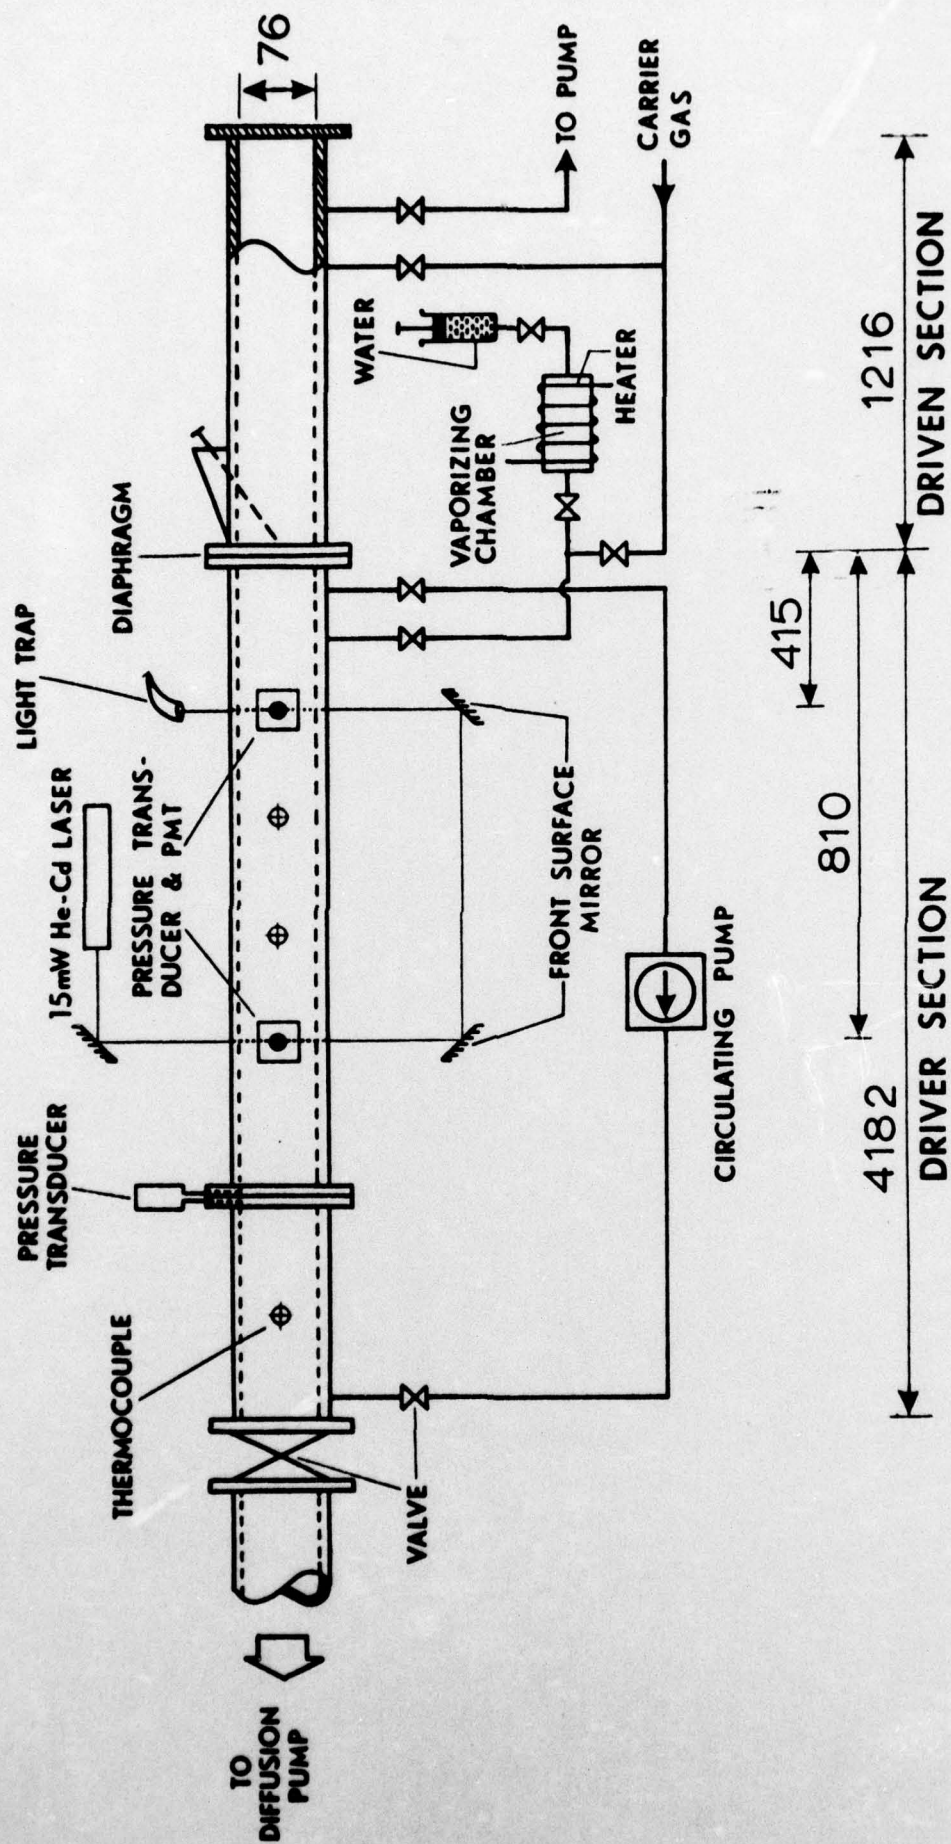 TO
DIFFUSION
PUMP
THERMOCOUPLE
VALVE
PRESSURE
TRANSDUCER
15mW He-Cd LASER
LIGHT TRAP
PRESSURE TRANS-
DUCER & PMT
DIAPHRAGM
FRONT SURFACE
MIRROR
CIRCULATING PUMP
VAPORIZING
CHAMBER
WATER
HEATER
TO PUMP
CARRIER
GAS
76
415
810
4182
1216
DRIVER SECTION
DRIVEN SECTION